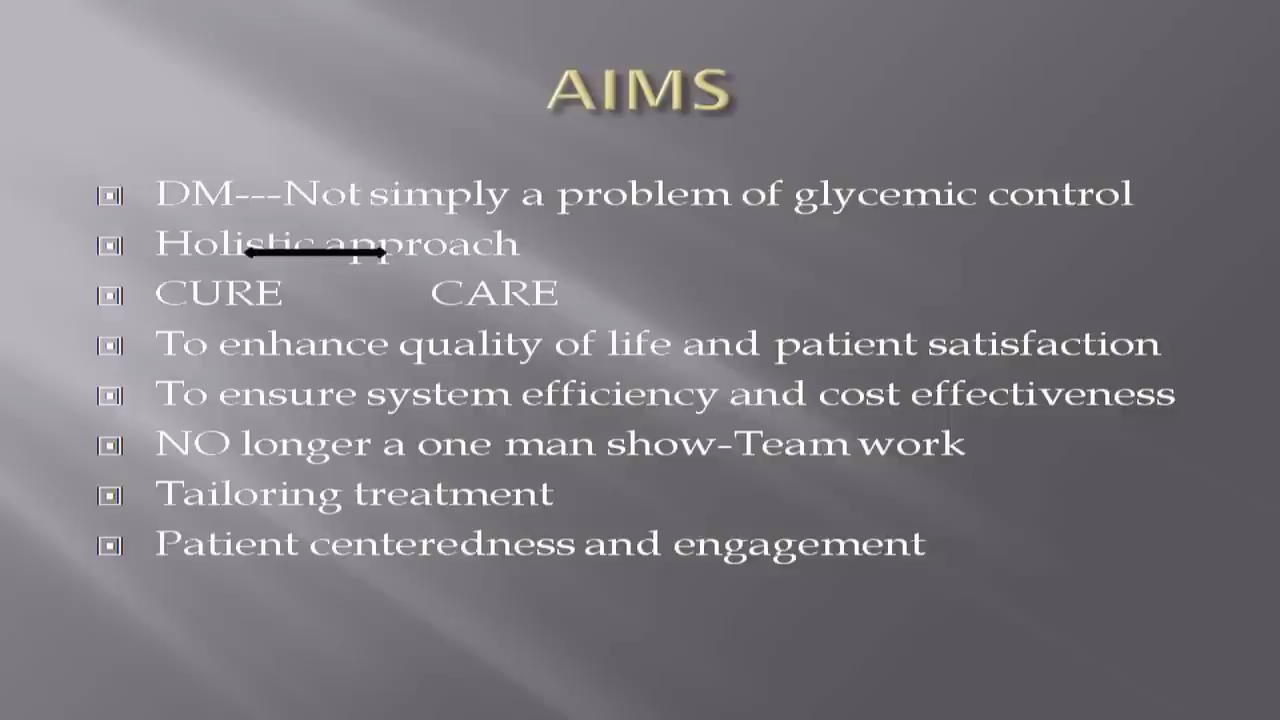 AIMS
DM---Not simply a problem of glycemic control
Holistic approach
CURE CARE
To enhance quality of life and patient satisfaction
To ensure system efficiency and cost effectiveness
NO longer a one man show-Team work
Tailoring treatment
Patient centeredness and engagement